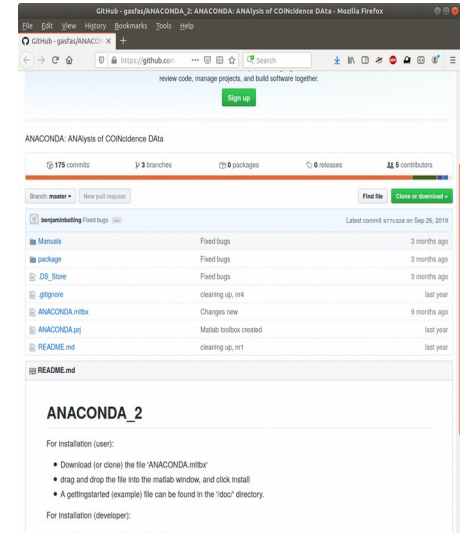 GitHub - gasfas/ANACONDA_2: ANACONDA: ANAlysis of COINcidence DAta - Mozilla Firefox
File Edit View History Bookmarks Tools Help
GitHub - gasfas/ANACO
https://github.com
Search
review code, manage projects, and build software together.
Sign up
ANACONDA: ANAlysis of COINcidence DAta
175 commits 3 branches 0 packages 0 releases 5 contributors
Branch: master New pull request Find file Clone or download
benjaminbolling Fixed bugs Latest commit on Sep 26, 2019
Manuals Fixed bugs 3 months ago
package Fixed bugs 3 months ago
.DS_Store Fixed bugs 3 months ago
.gitignore cleaning up, nr4 last year
ANACONDA.mltbx Changes new 9 months ago
ANACONDA.prj Matlab toolbox created last year
README.md cleaning up, nr1 last year
README.md
ANACONDA_2
For installation (user):
• Download (or clone) the file 'ANACONDA.mltbx'
• drag and drop the file into the matlab window, and click install
• A gettingstarted (example) file can be found in the '/doc/' directory.
For installation (developer):